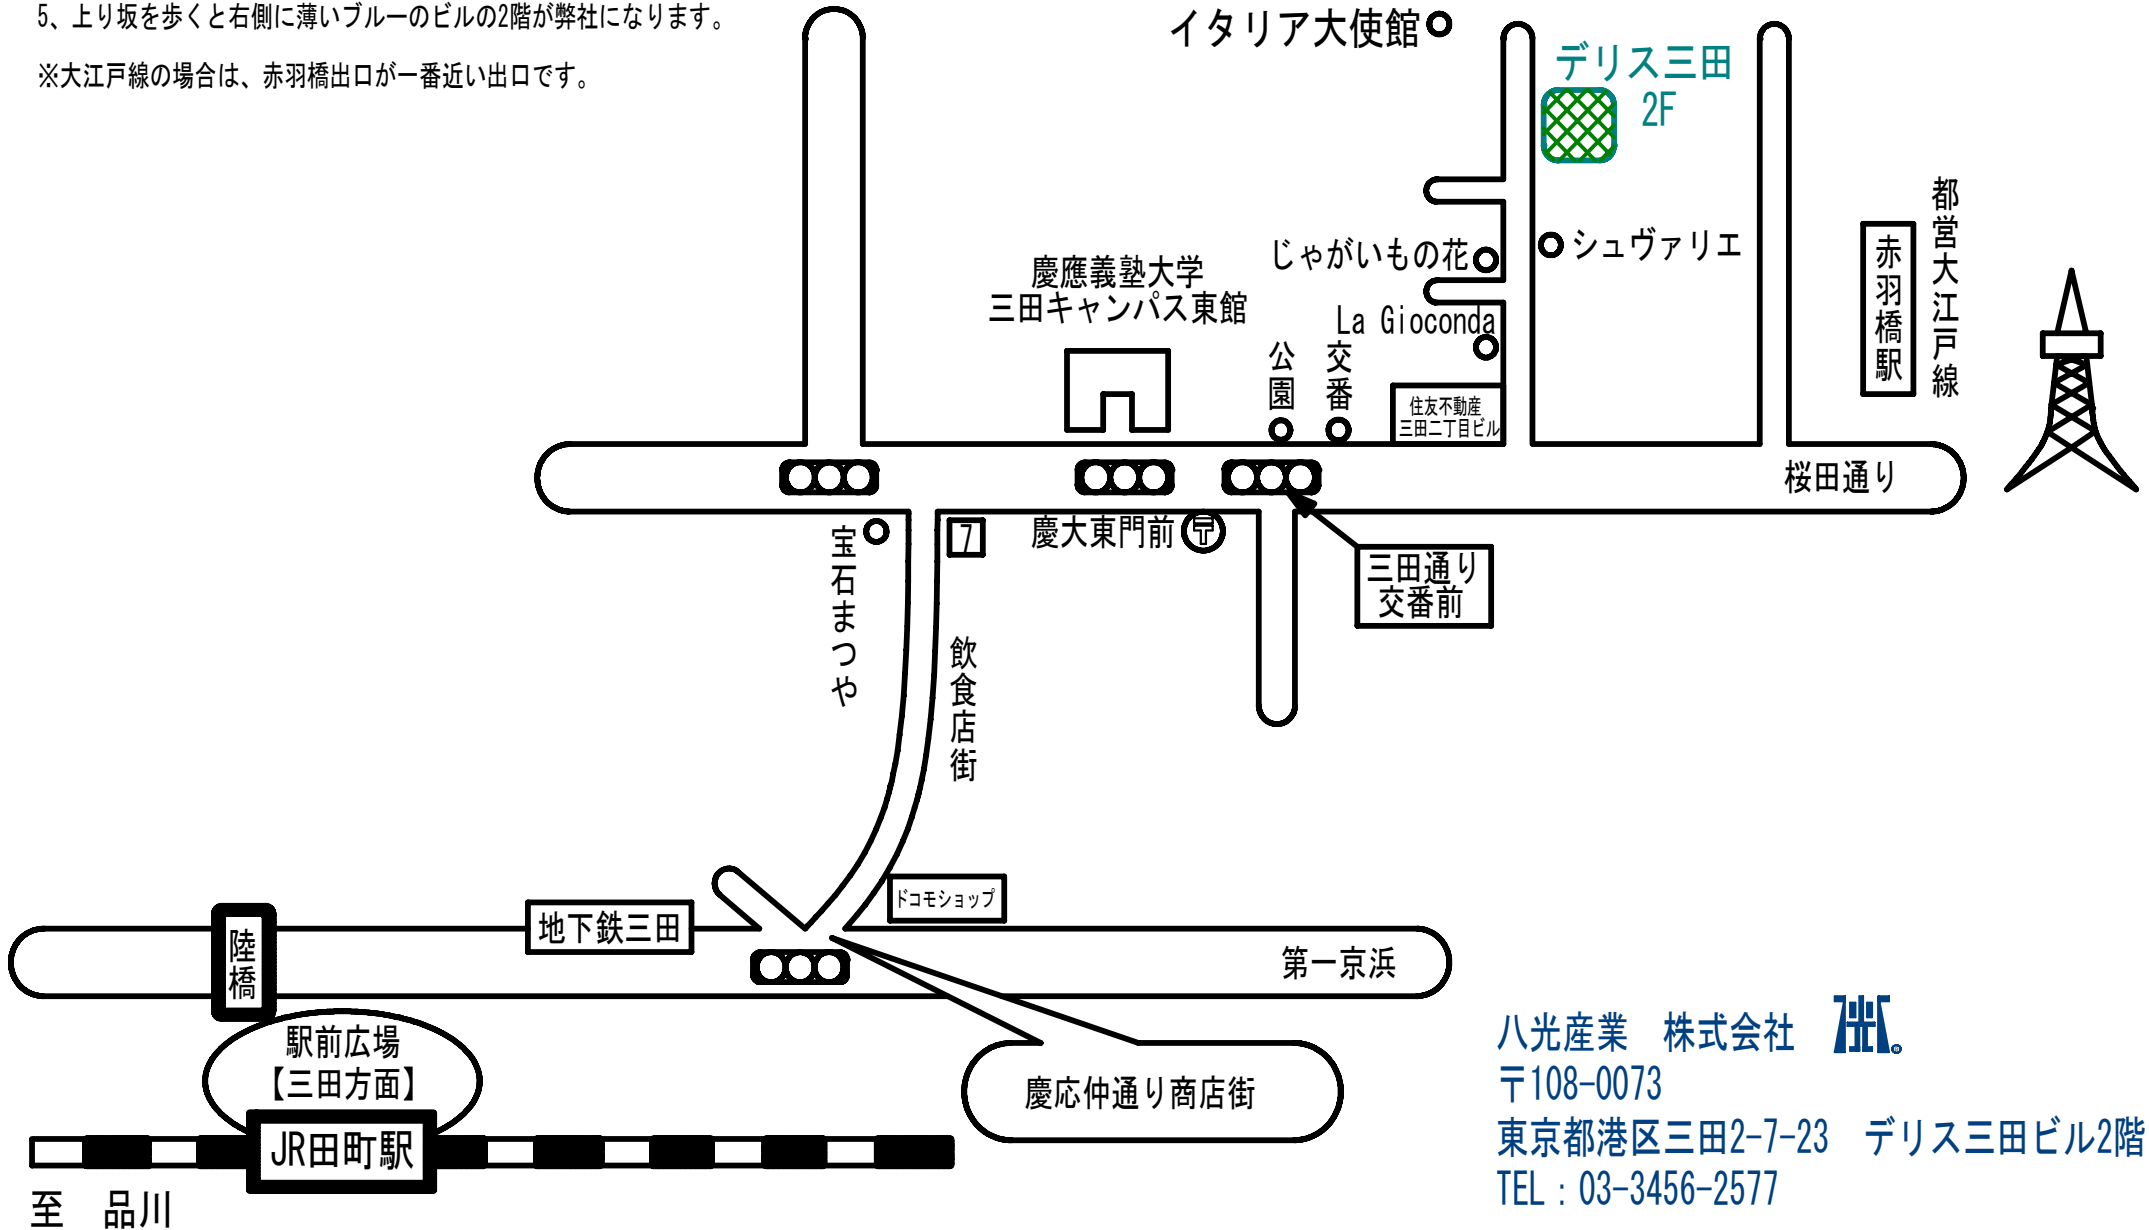 5、上り坂を歩くと右側に薄いブルーのビルの2階が弊社になります。
※大江戸線の場合は、赤羽橋出口が一番近い出口です。
イタリア大使館
デリス三田
2F
都営大江戸線
赤羽橋駅
シュヴァリエ
じゃがいもの花
慶應義塾大学
三田キャンパス東館
La Gioconda
公園
交番
住友不動産
三田二丁目ビル
桜田通り
宝石まつや
7
慶大東門前
〒
三田通り
交番前
飲食店街
ドコモショップ
地下鉄三田
陸橋
第一京浜
駅前広場
【三田方面】
慶応仲通り商店街
JR田町駅
至　品川
八光産業　株式会社
〒108-0073
東京都港区三田2-7-23　デリス三田ビル2階
TEL：03-3456-2577